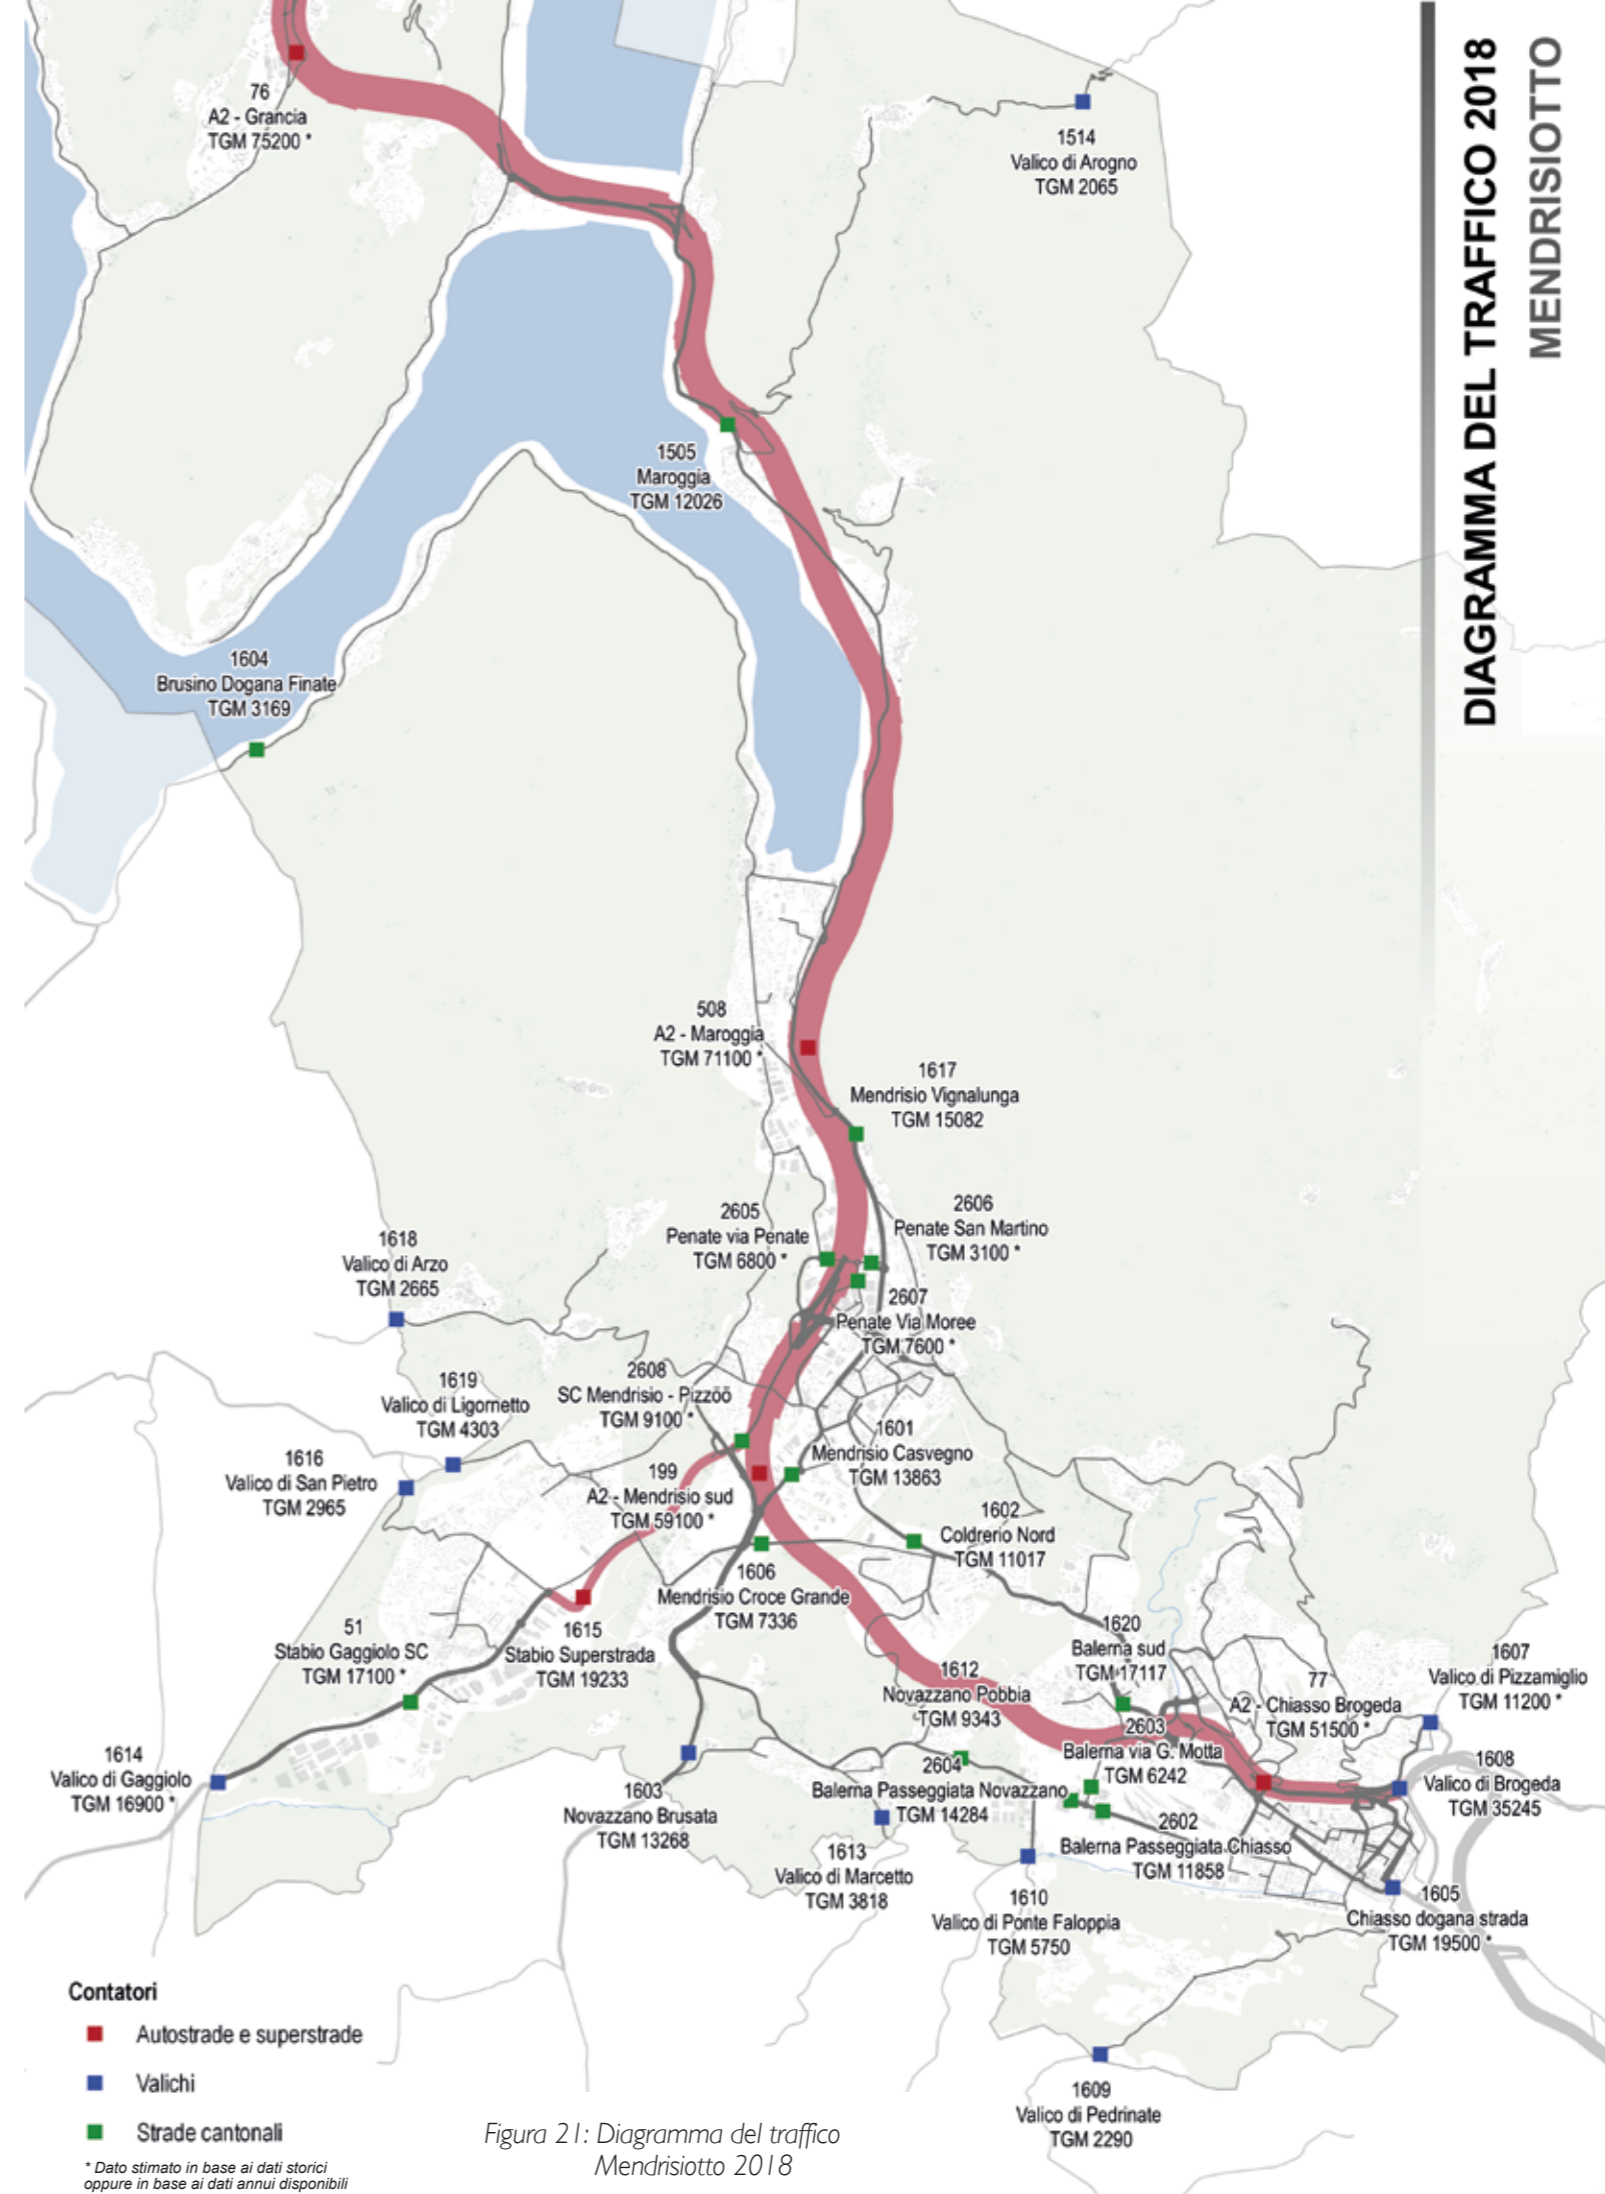 DIAGRAMMA DEL TRAFFICO 2018
MENDRISIOTTO
76
A2 - Grancia
TGM 75200 *
1514
Valico di Arogno
TGM 2065
1505
Maroggia
TGM 12026
1604
Brusino Dogana Finate
TGM 3169
508
A2 - Maroggia
TGM 71100 *
1617
Mendrisio Vignalunga
TGM 15082
2605
Penate via Penate
TGM 6800 *
2606
Penate San Martino
TGM 3100 *
1618
Valico di Arzo
TGM 2665
2607
Penate Via Moree
TGM 7600 *
2608
SC Mendrisio - Pizzöö
TGM 9100 *
1619
Valico di Ligornetto
TGM 4303
1601
Mendrisio Casvegno
TGM 13863
1616
Valico di San Pietro
TGM 2965
199
A2 - Mendrisio sud
TGM 59100 *
1602
Coldrerio Nord
TGM 11017
1606
Mendrisio Croce Grande
TGM 7336
51
Stabio Gaggiolo SC
TGM 17100 *
1615
Stabio Superstrada
TGM 19233
1620
Balerna sud
TGM 17117
1607
Valico di Pizzamiglio
TGM 11200 *
1612
Novazzano Pobbia
TGM 9343
77
A2 - Chiasso Brogeda
TGM 51500 *
2603
Balerna via G. Motta
TGM 6242
1614
Valico di Gaggiolo
TGM 16900 *
1608
Valico di Brogeda
TGM 35245
2604
Balerna Passeggiata Novazzano
TGM 14284
1603
Novazzano Brusata
TGM 13268
2602
Balerna Passeggiata Chiasso
TGM 11858
1613
Valico di Marcetto
TGM 3818
1610
Valico di Ponte Faloppia
TGM 5750
1605
Chiasso dogana strada
TGM 19500 *
1609
Valico di Pedrinate
TGM 2290
Contatori
Autostrade e superstrade
Valichi
Strade cantonali
* Dato stimato in base ai dati storici
oppure in base ai dati annui disponibili
Figura 21: Diagramma del traffico
Mendrisiotto 2018